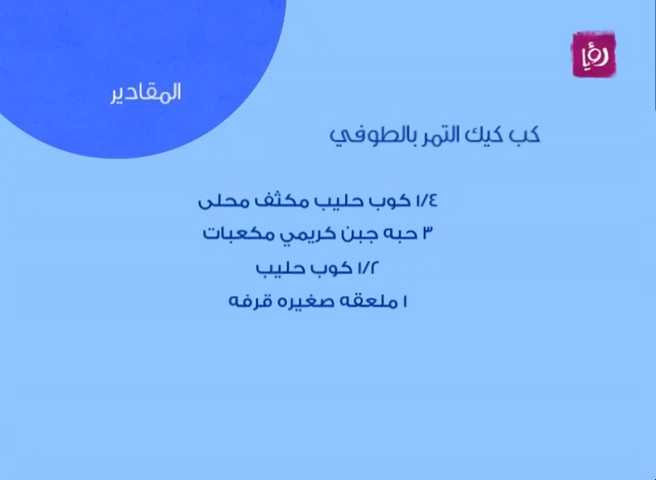 رؤيا
المقادير
كب كيك التمر بالطوفي
١/٤ كوب حليب مكثف محلى
٣ حبه جبن كريمي مكعبات
١/٢ كوب حليب
١ ملعقه صغيره قرفه